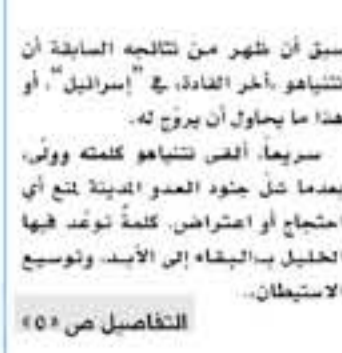 سبق أن ظهر من نتائجه السابقة أن
نتنياهو «آخر القادة» في "إسرائيل"، أو
هذا ما يحاول أن يروّج له.
سريعاً، ألقى نتنياهو كلمته وولّى،
بعدما شلّ جنود العدو المدينة لمنع أي
احتجاج أو اعتراض. كلمةٌ توعّد فيها
الخليل بـ«البقاء إلى الأبد» وتوسيع
الاستيطان..
التفاصيل ص «٥»